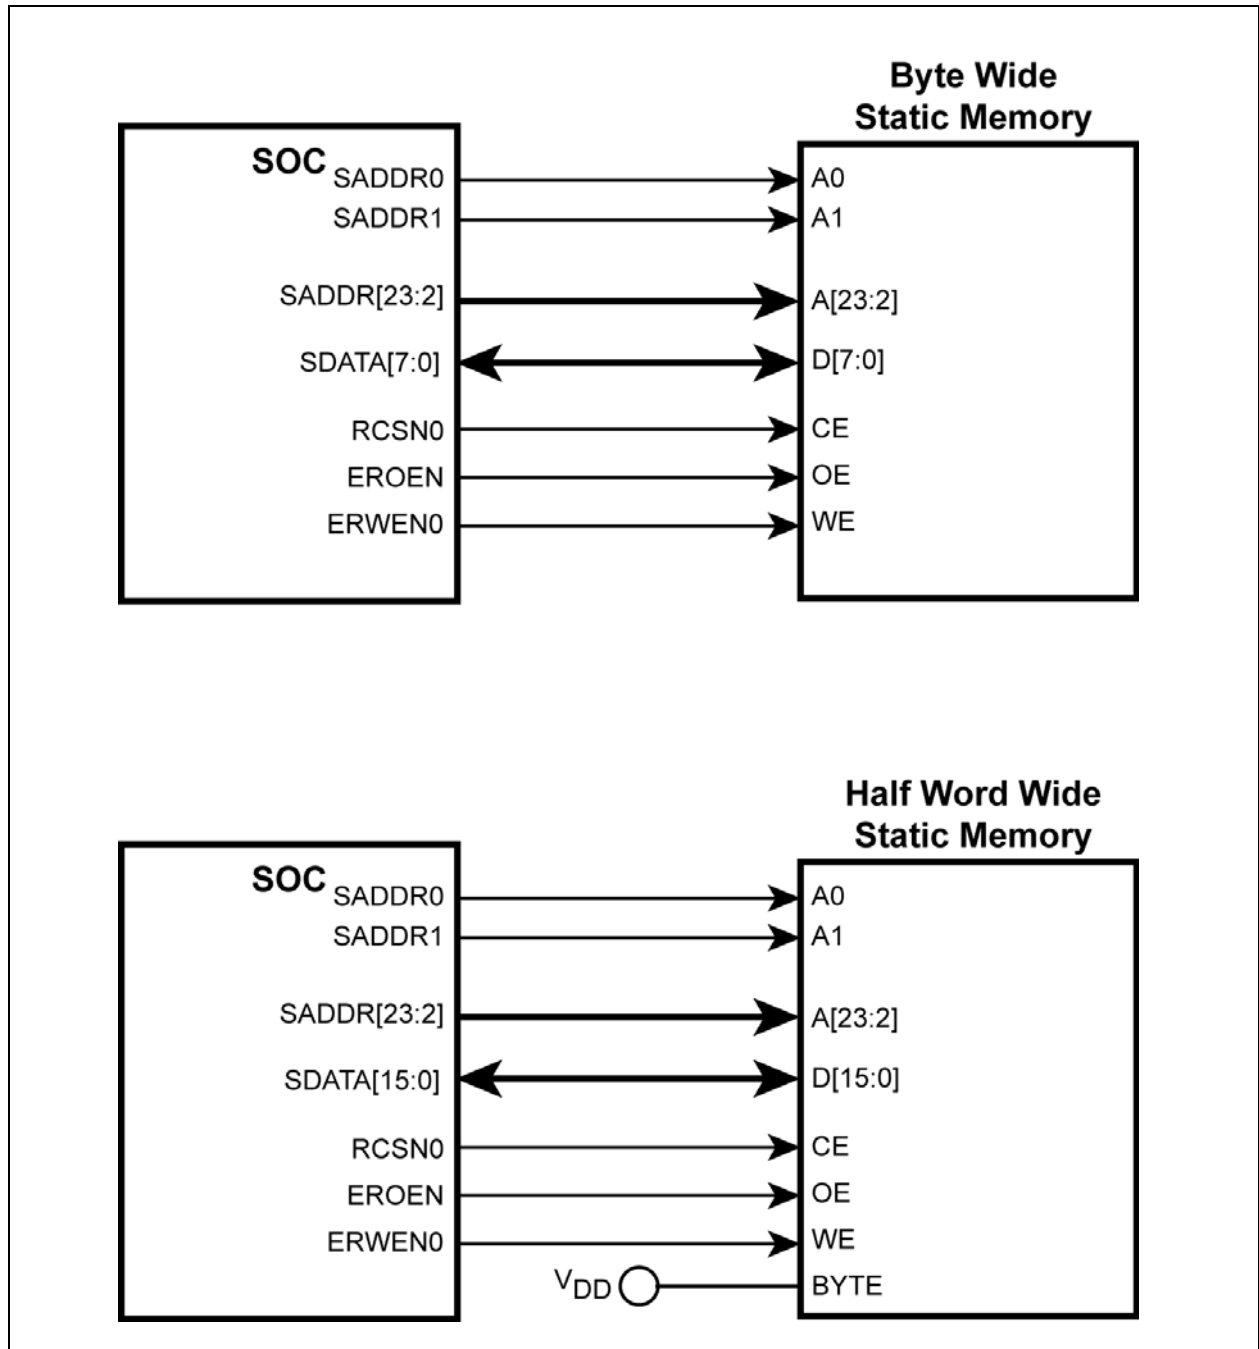 Byte Wide
Static Memory
SOC
SADDR0 A0
SADDR1 A1
SADDR[23:2] A[23:2]
SDATA[7:0] D[7:0]
RCSN0 CE
EROEN OE
ERWEN0 WE
Half Word Wide
Static Memory
SOC
SADDR0 A0
SADDR1 A1
SADDR[23:2] A[23:2]
SDATA[15:0] D[15:0]
RCSN0 CE
EROEN OE
ERWEN0 WE
VDD BYTE